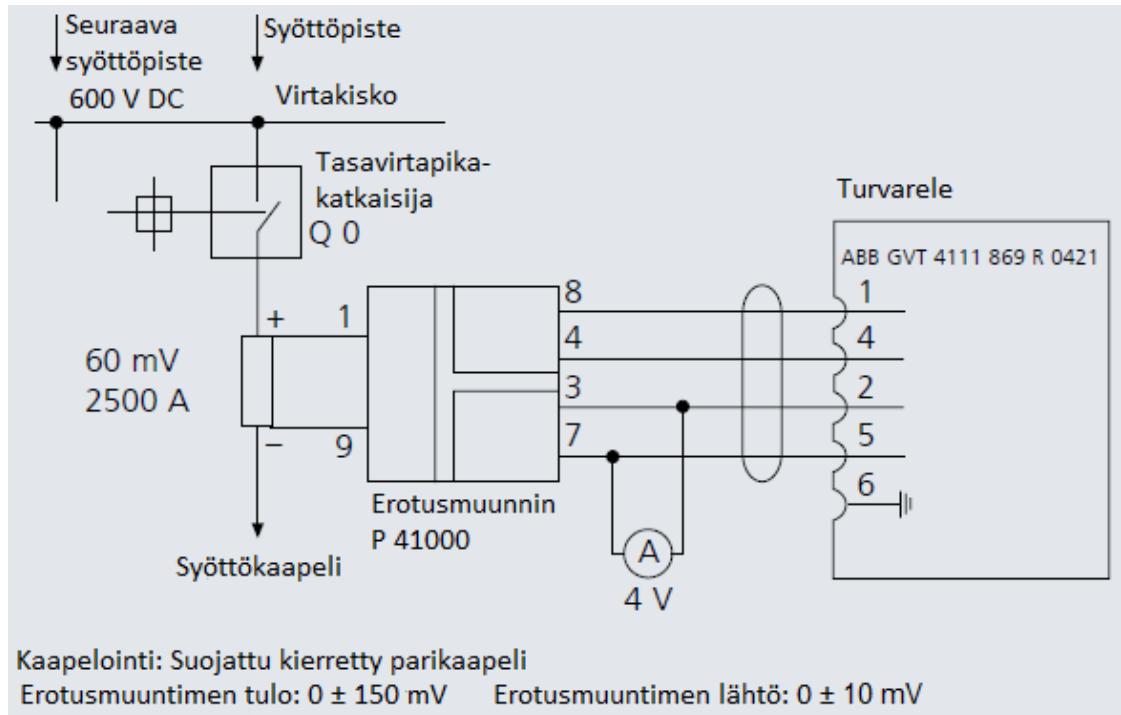 Seuraava
syöttöpiste
600 V DC
Syöttöpiste
Virtakisko
Tasavirtapika-
katkaisija
Q 0
Turvarele
ABB GVT 4111 869 R 0421
1
4
2
5
6
8
4
3
7
+ 1
60 mV
2500 A
− 9
Erotusmuunnin
P 41000
A
4 V
Syöttökaapeli
Kaapelointi: Suojattu kierretty parikaapeli
Erotusmuuntimen tulo: 0 ± 150 mV Erotusmuuntimen lähtö: 0 ± 10 mV